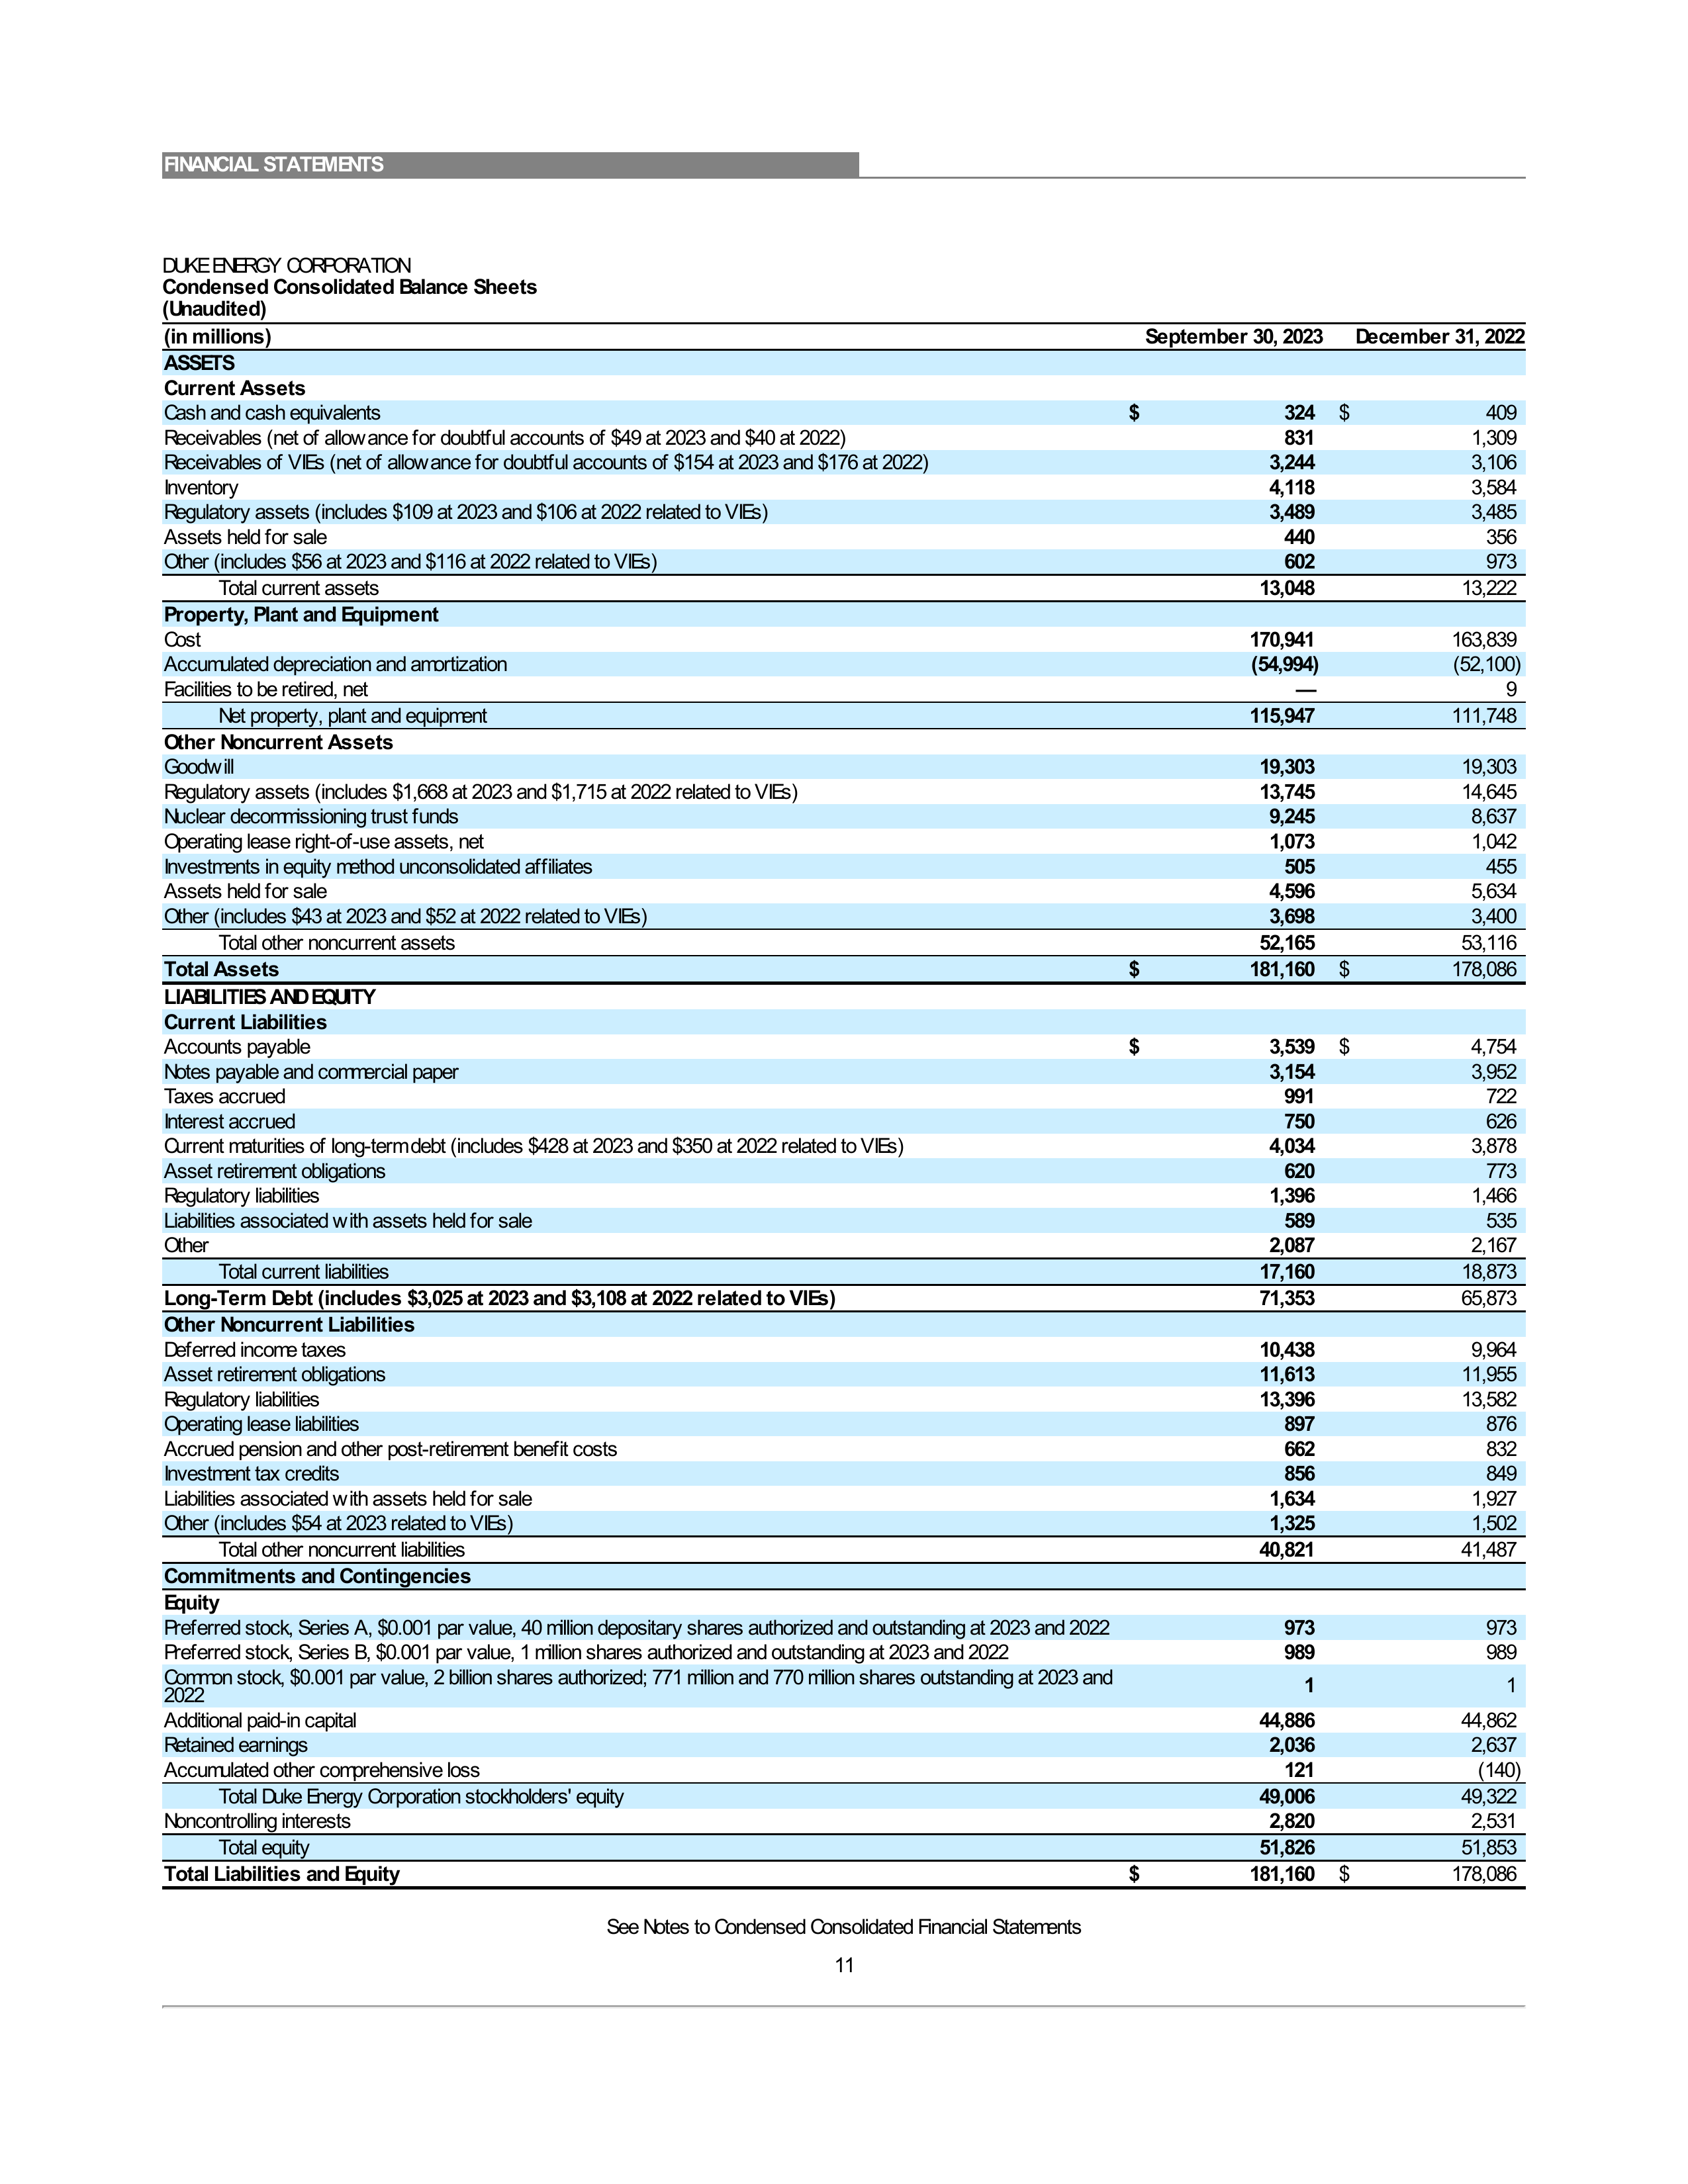 FINANCIAL STATEMENTS
DUKE ENERGY CORPORATION
Condensed Consolidated Balance Sheets
(Unaudited)
(in millions) September 30, 2023 December 31, 2022
ASSETS
Current Assets
Cash and cash equivalents $ 324 $ 409
Receivables (net of allowance for doubtful accounts of $49 at 2023 and $40 at 2022) 831 1,309
Receivables of VIEs (net of allowance for doubtful accounts of $154 at 2023 and $176 at 2022) 3,244 3,106
Inventory 4,118 3,584
Regulatory assets (includes $109 at 2023 and $106 at 2022 related to VIEs) 3,489 3,485
Assets held for sale 440 356
Other (includes $56 at 2023 and $116 at 2022 related to VIEs) 602 973
Total current assets 13,048 13,222
Property, Plant and Equipment
Cost 170,941 163,839
Accumulated depreciation and amortization (54,994) (52,100)
Facilities to be retired, net — 9
Net property, plant and equipment 115,947 111,748
Other Noncurrent Assets
Goodwill 19,303 19,303
Regulatory assets (includes $1,668 at 2023 and $1,715 at 2022 related to VIEs) 13,745 14,645
Nuclear decommissioning trust funds 9,245 8,637
Operating lease right-of-use assets, net 1,073 1,042
Investments in equity method unconsolidated affiliates 505 455
Assets held for sale 4,596 5,634
Other (includes $43 at 2023 and $52 at 2022 related to VIEs) 3,698 3,400
Total other noncurrent assets 52,165 53,116
Total Assets $ 181,160 $ 178,086
LIABILITIES AND EQUITY
Current Liabilities
Accounts payable $ 3,539 $ 4,754
Notes payable and commercial paper 3,154 3,952
Taxes accrued 991 722
Interest accrued 750 626
Current maturities of long-term debt (includes $428 at 2023 and $350 at 2022 related to VIEs) 4,034 3,878
Asset retirement obligations 620 773
Regulatory liabilities 1,396 1,466
Liabilities associated with assets held for sale 589 535
Other 2,087 2,167
Total current liabilities 17,160 18,873
Long-Term Debt (includes $3,025 at 2023 and $3,108 at 2022 related to VIEs) 71,353 65,873
Other Noncurrent Liabilities
Deferred income taxes 10,438 9,964
Asset retirement obligations 11,613 11,955
Regulatory liabilities 13,396 13,582
Operating lease liabilities 897 876
Accrued pension and other post-retirement benefit costs 662 832
Investment tax credits 856 849
Liabilities associated with assets held for sale 1,634 1,927
Other (includes $54 at 2023 related to VIEs) 1,325 1,502
Total other noncurrent liabilities 40,821 41,487
Commitments and Contingencies
Equity
Preferred stock, Series A, $0.001 par value, 40 million depositary shares authorized and outstanding at 2023 and 2022 973 973
Preferred stock, Series B, $0.001 par value, 1 million shares authorized and outstanding at 2023 and 2022 989 989
Common stock, $0.001 par value, 2 billion shares authorized; 771 million and 770 million shares outstanding at 2023 and
2022 1 1
Additional paid-in capital 44,886 44,862
Retained earnings 2,036 2,637
Accumulated other comprehensive loss 121 (140)
Total Duke Energy Corporation stockholders' equity 49,006 49,322
Noncontrolling interests 2,820 2,531
Total equity 51,826 51,853
Total Liabilities and Equity $ 181,160 $ 178,086
See Notes to Condensed Consolidated Financial Statements
11